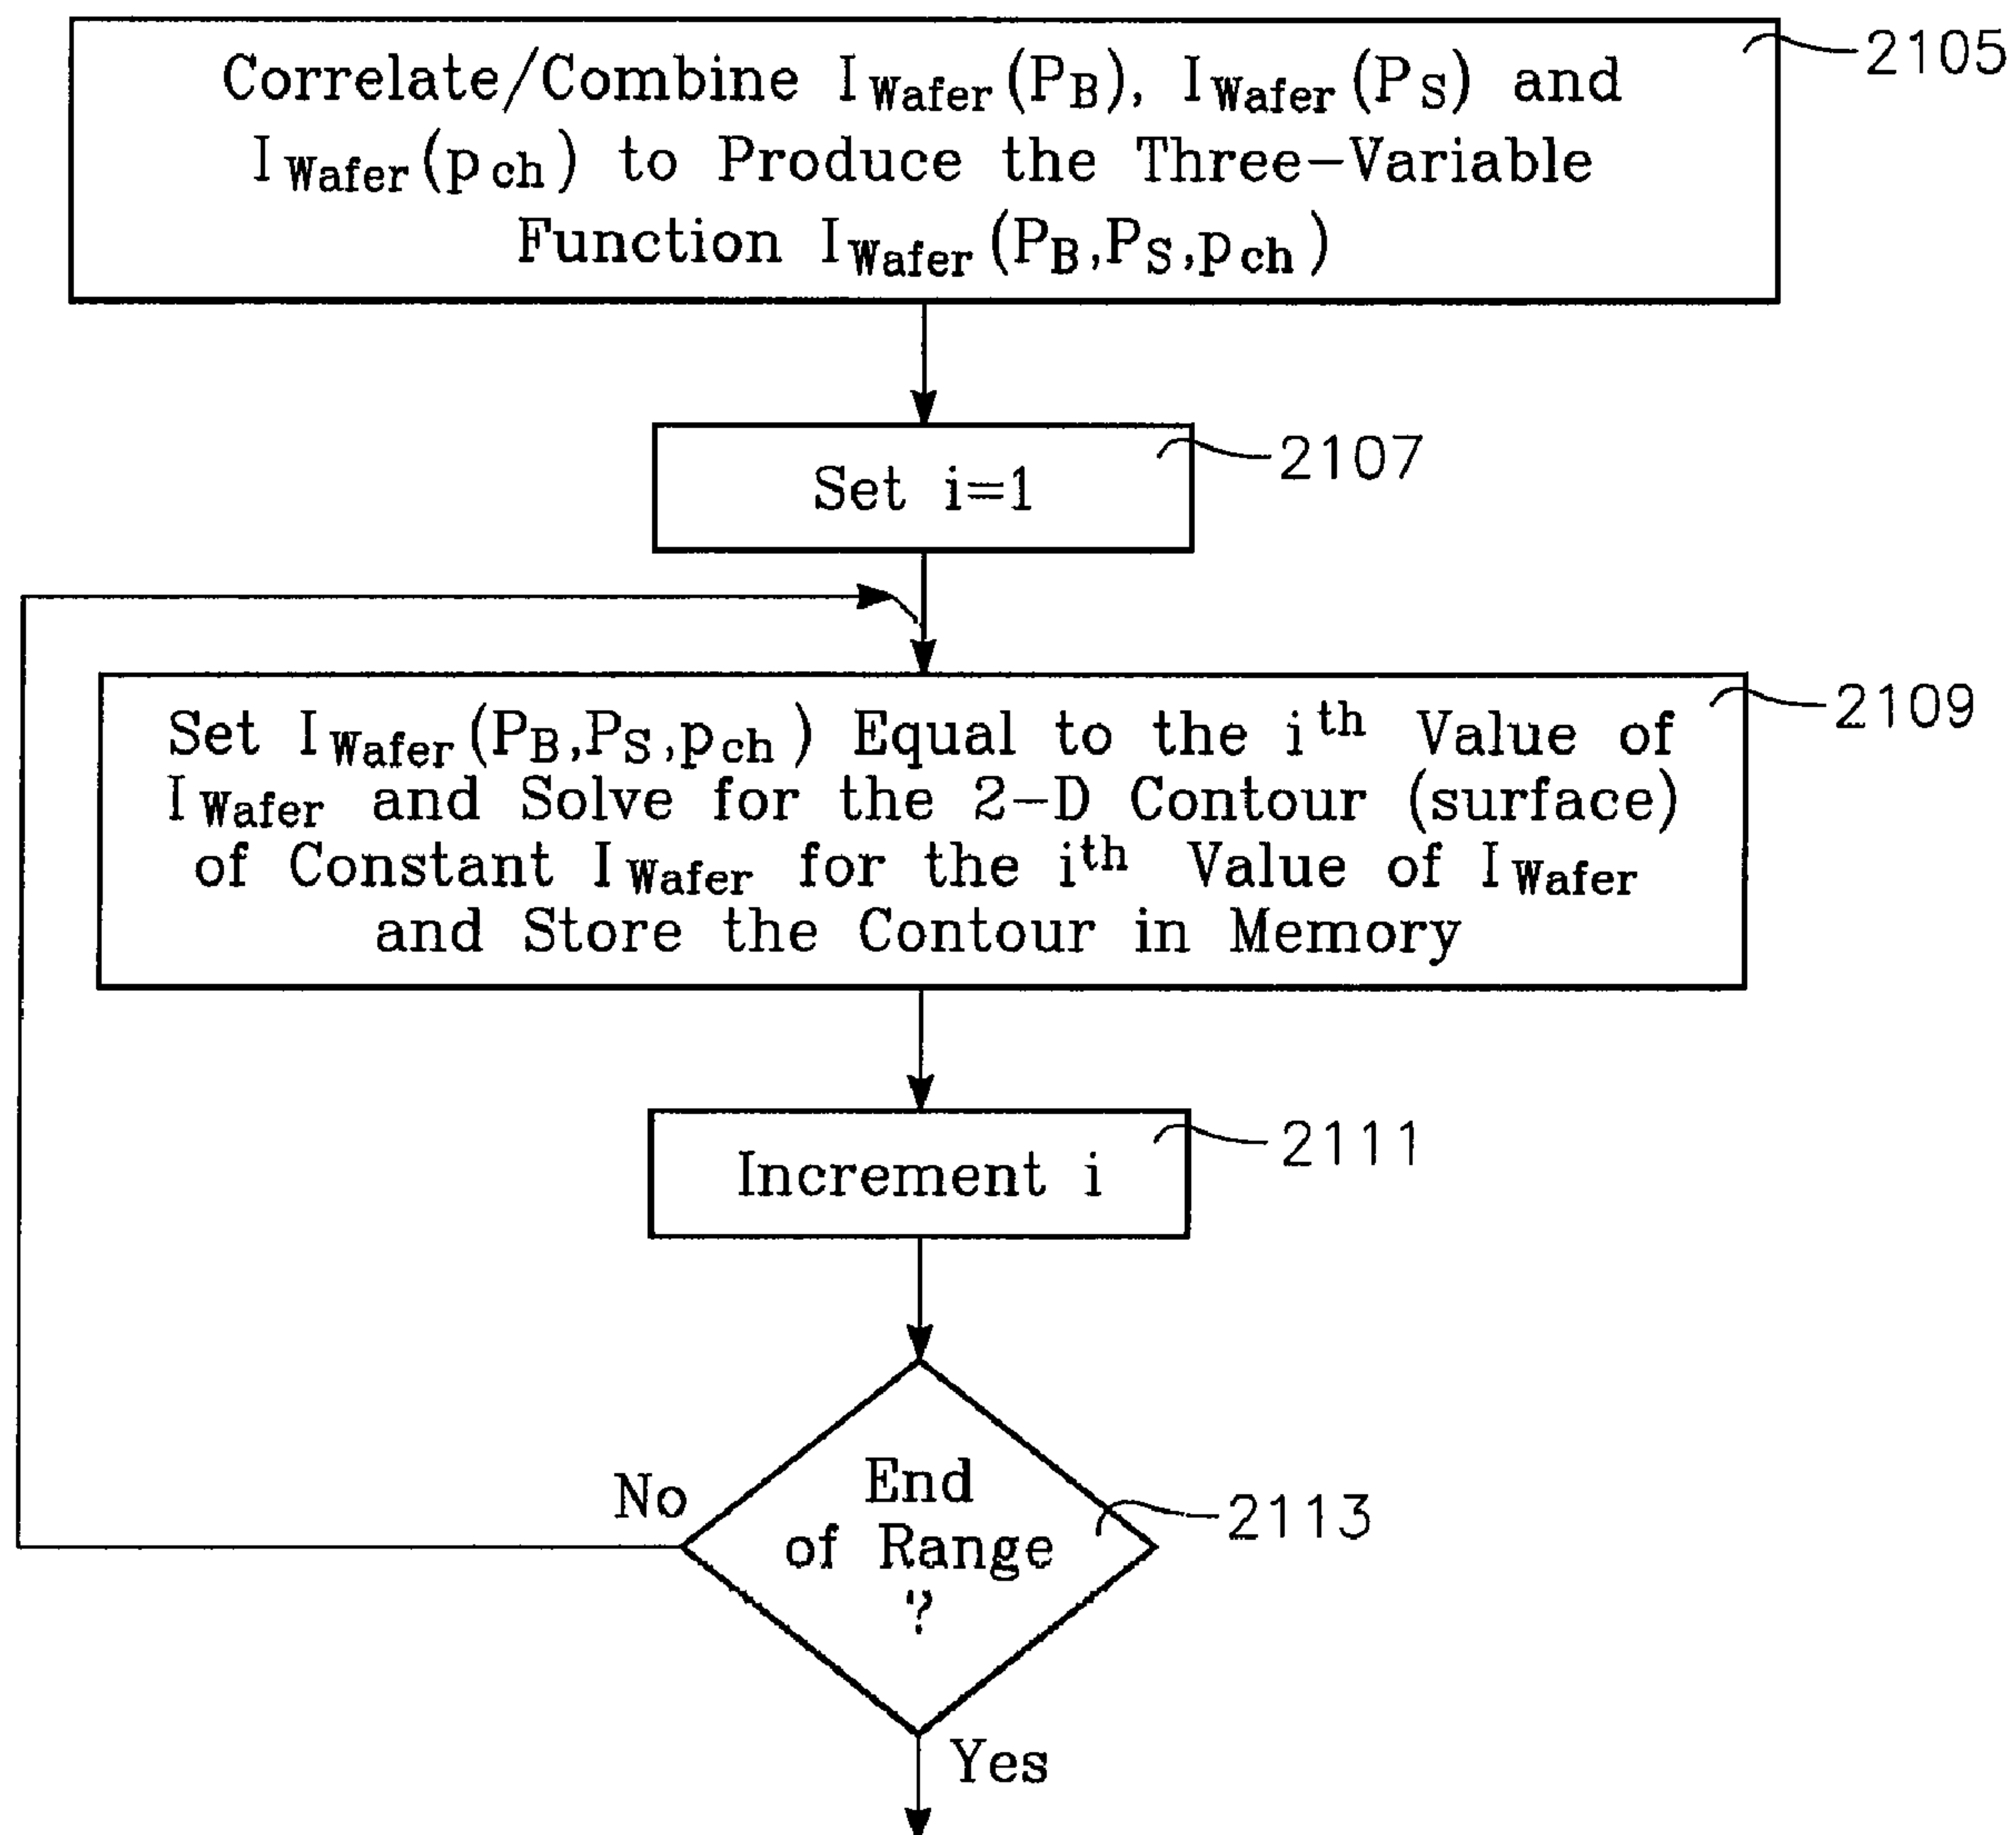 Correlate/Combine I Wafer (PB), I Wafer (PS) and
I Wafer (pch) to Produce the Three-Variable
Function I Wafer (PB,PS,pch)
2105
Set i=1
2107
Set I Wafer (PB,PS,pch) Equal to the ith Value of
I Wafer and Solve for the 2-D Contour (surface)
of Constant I Wafer for the ith Value of I Wafer
and Store the Contour in Memory
2109
Increment i
2111
End
of Range
?
2113
No
Yes